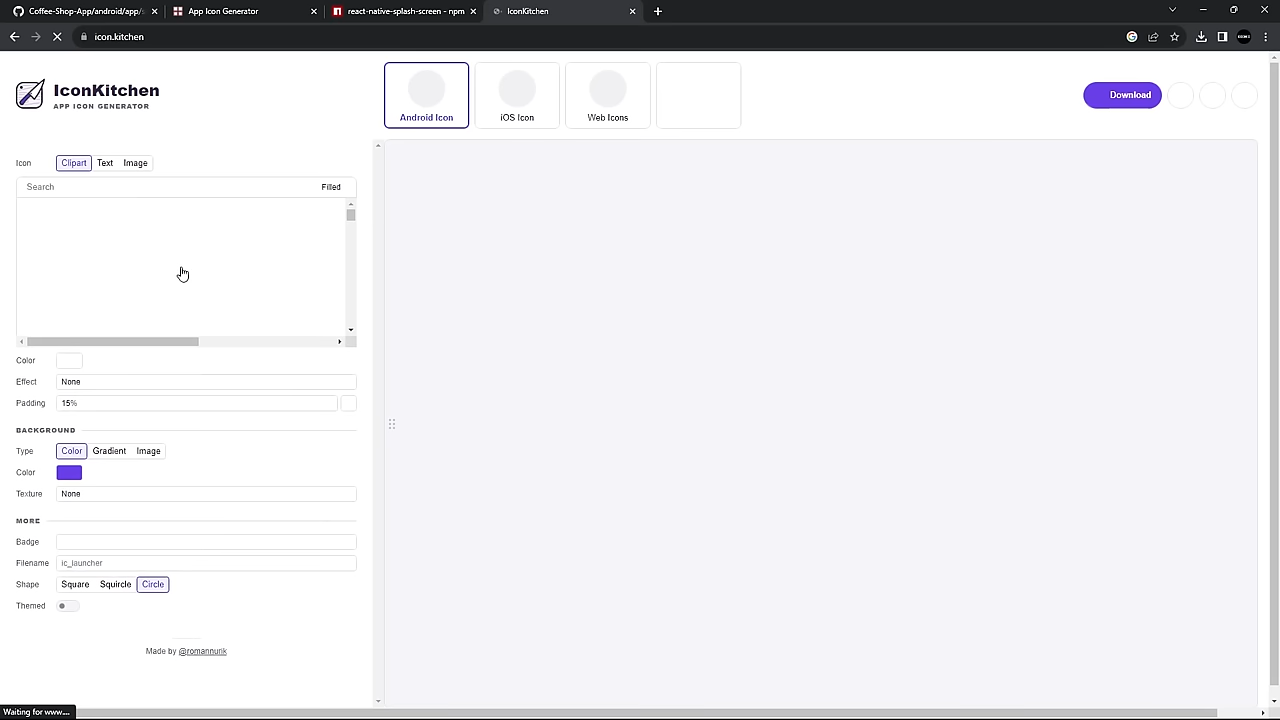 Coffee-Shop-App/android/app/s
App Icon Generator
react-native-splash-screen - npm
IconKitchen
icon.kitchen
IconKitchen
APP ICON GENERATOR
Android Icon
iOS Icon
Web Icons
Download
Icon
Clipart
Text
Image
Search
Filled
Color
Effect
None
Padding
15%
BACKGROUND
Type
Color
Gradient
Image
Color
Texture
None
MORE
Badge
Filename
ic_launcher
Shape
Square
Squircle
Circle
Themed
Made by @romannurik
Waiting for www....